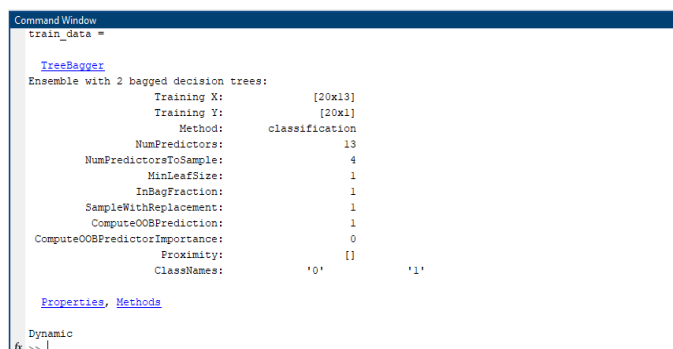 Command Window
train_data =
TreeBagger
Ensemble with 2 bagged decision trees:
Training X: [20x13]
Training Y: [20x1]
Method: classification
NumPredictors: 13
NumPredictorsToSample: 4
MinLeafSize: 1
InBagFraction: 1
SampleWithReplacement: 1
ComputeOOBPrediction: 1
ComputeOOBPredictorImportance: 0
Proximity: []
ClassNames: '0' '1'
Properties, Methods
Dynamic
fx >>